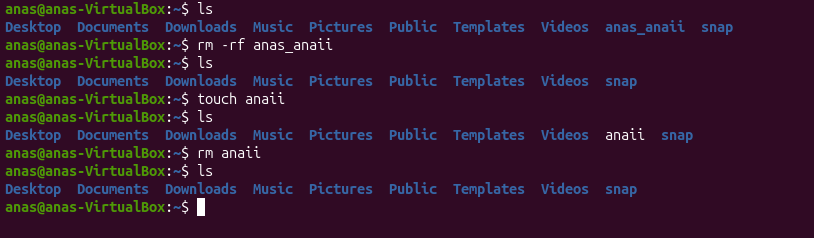 anas@anas-VirtualBox:~$ ls
Desktop  Documents  Downloads  Music  Pictures  Public  Templates  Videos  anas_anaii  snap
anas@anas-VirtualBox:~$ rm -rf anas_anaii
anas@anas-VirtualBox:~$ ls
Desktop  Documents  Downloads  Music  Pictures  Public  Templates  Videos  snap
anas@anas-VirtualBox:~$ touch anaii
anas@anas-VirtualBox:~$ ls
Desktop  Documents  Downloads  Music  Pictures  Public  Templates  Videos  anaii  snap
anas@anas-VirtualBox:~$ rm anaii
anas@anas-VirtualBox:~$ ls
Desktop  Documents  Downloads  Music  Pictures  Public  Templates  Videos  snap
anas@anas-VirtualBox:~$